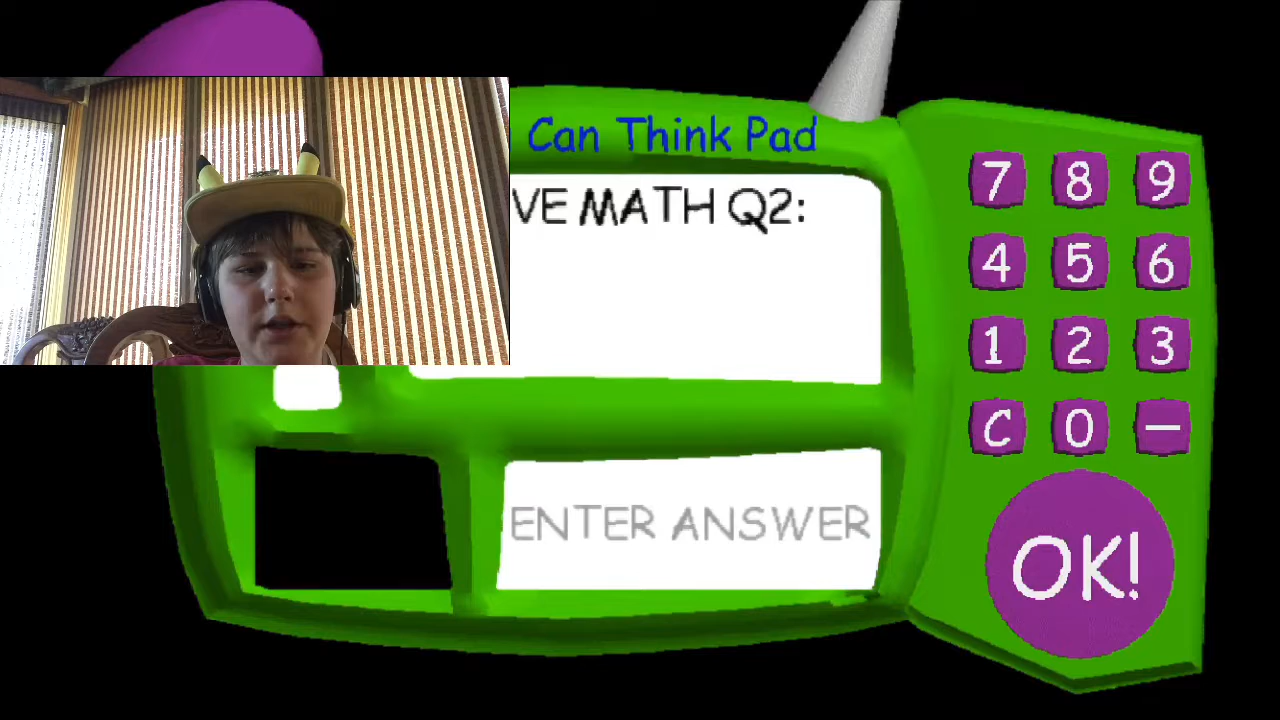 Can Think Pad
VE MATH Q2:
7 8 9
4 5 6
1 2 3
C 0 —
ENTER ANSWER
OK!